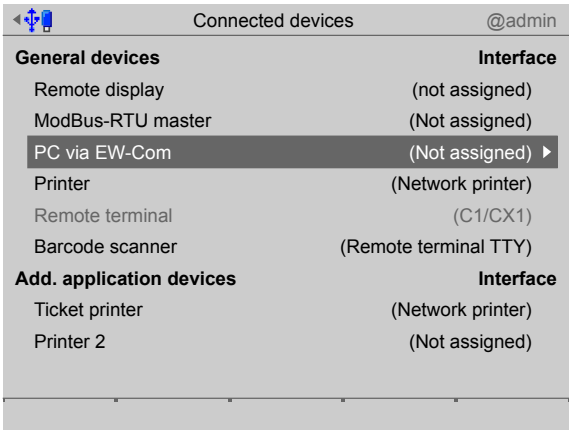 Connected devices @admin
General devices Interface
Remote display (not assigned)
ModBus-RTU master (Not assigned)
PC via EW-Com (Not assigned)
Printer (Network printer)
Remote terminal (C1/CX1)
Barcode scanner (Remote terminal TTY)
Add. application devices Interface
Ticket printer (Network printer)
Printer 2 (Not assigned)